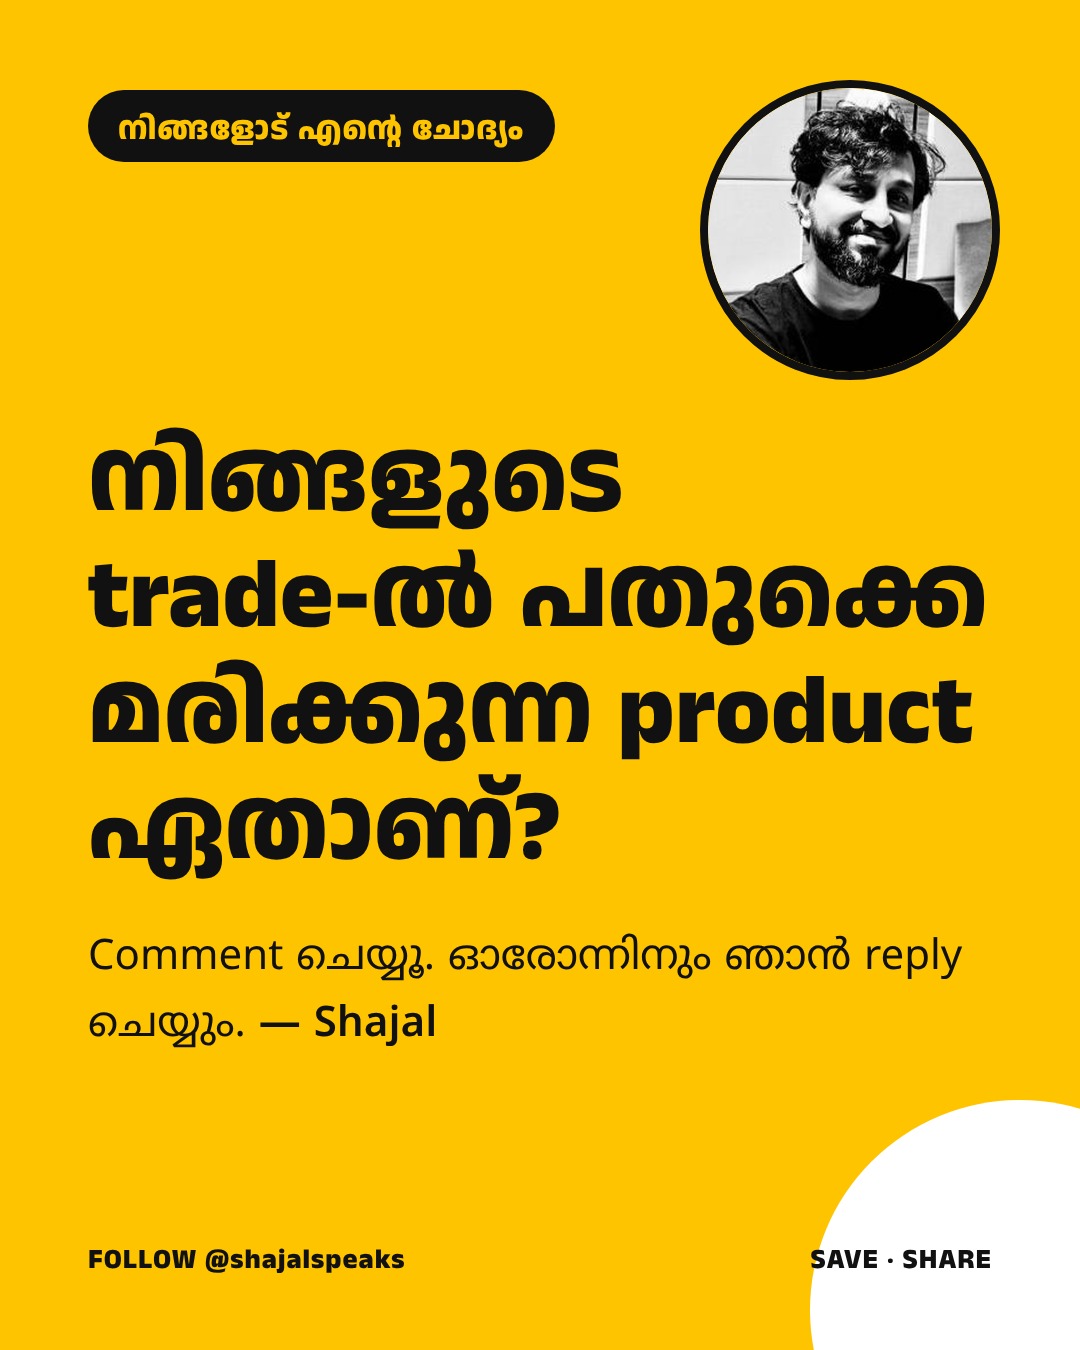 നിങ്ങളോട് എന്റെ ചോദ്യം
നിങ്ങളുടെ
trade-ൽ പതുക്കെ
മരിക്കുന്ന product
ഏതാണ്?
Comment ചെയ്യൂ. ഓരോന്നിനും ഞാൻ reply
ചെയ്യും. — Shajal
FOLLOW @shajalspeaks
SAVE · SHARE